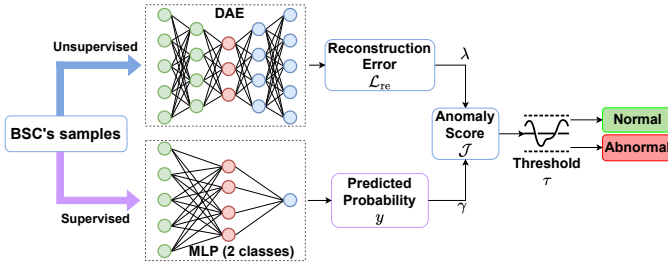 DAE
Unsupervised
Reconstruction
Error
ℒre
λ
BSC's samples
Anomaly
Score
𝒥
Normal
Abnormal
Threshold
τ
Supervised
MLP (2 classes)
Predicted
Probability
y
γ